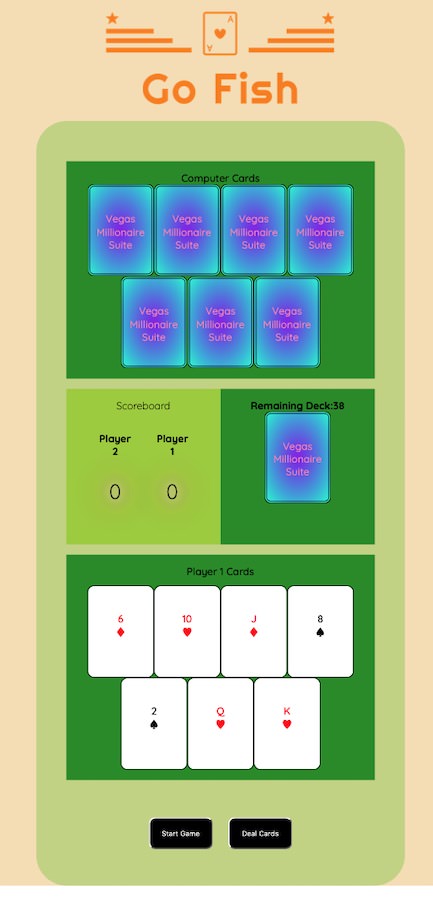 A
A
Go Fish
Computer Cards
Vegas Millionaire Suite
Vegas Millionaire Suite
Vegas Millionaire Suite
Vegas Millionaire Suite
Vegas Millionaire Suite
Vegas Millionaire Suite
Vegas Millionaire Suite
Scoreboard
Player 2
Player 1
0
0
Remaining Deck:38
Vegas Millionaire Suite
Player 1 Cards
6
10
J
8
2
Q
K
Start Game
Deal Cards